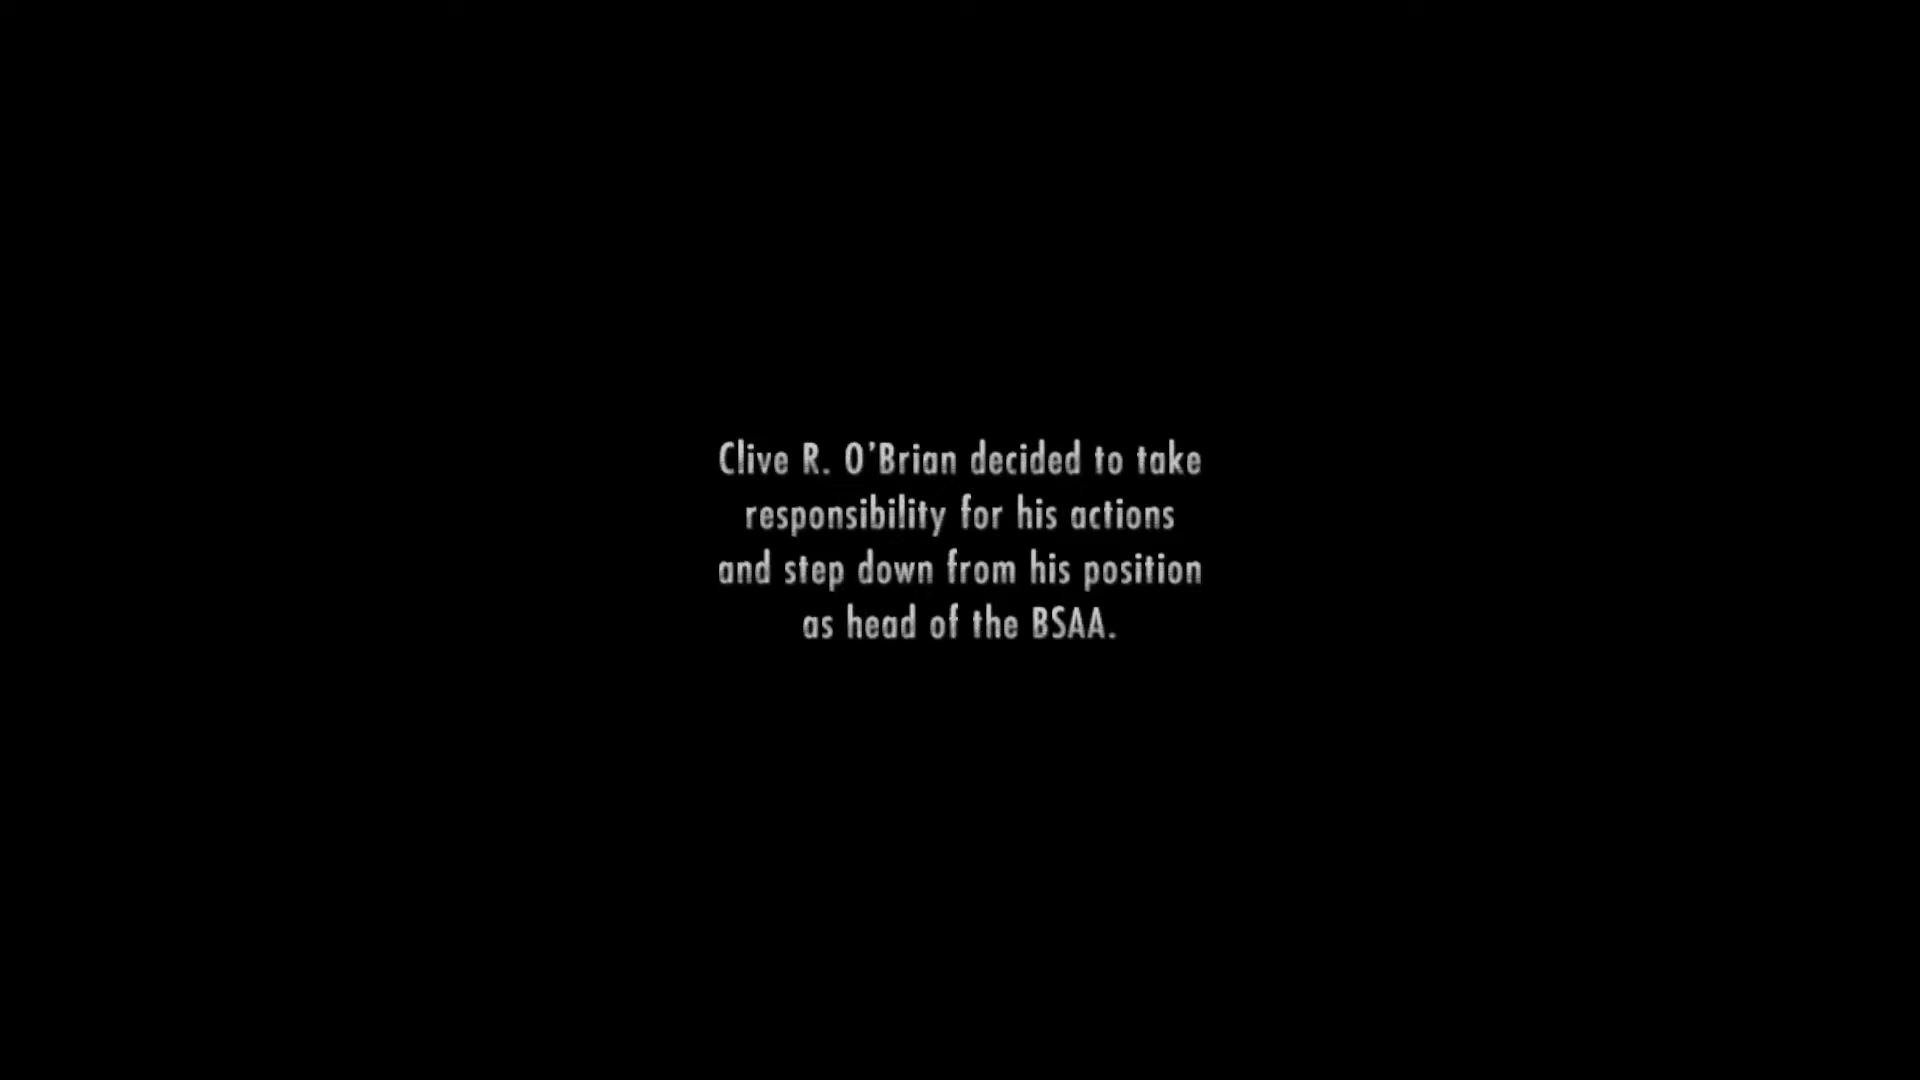 Clive R. O'Brian decided to take
responsibility for his actions
and step down from his position
as head of the BSAA.